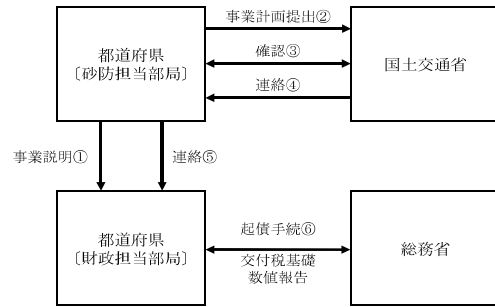 事業計画提出②
都道府県
〔砂防担当部局〕
確認③
国土交通省
連絡④
事業説明①
連絡⑤
都道府県
〔財政担当部局〕
起債手続⑥
交付税基礎
数値報告
総務省